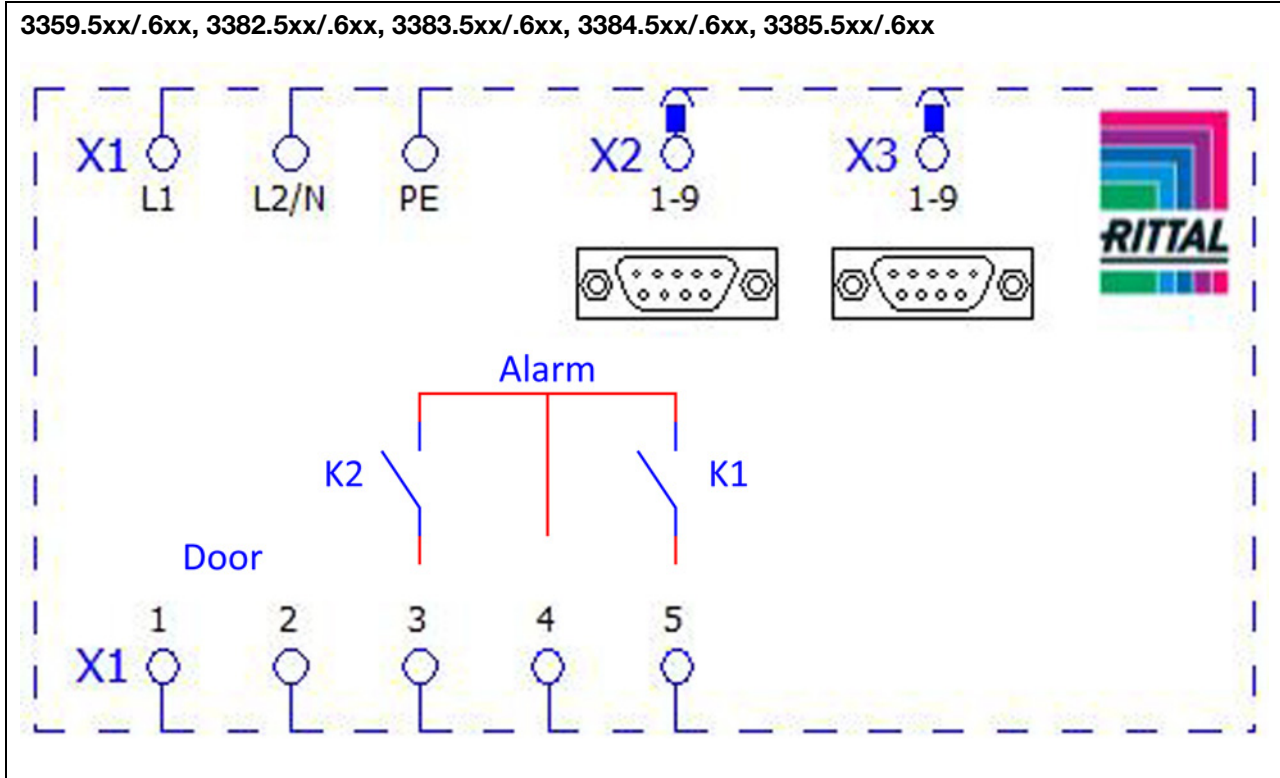 3359.5xx/.6xx, 3382.5xx/.6xx, 3383.5xx/.6xx, 3384.5xx/.6xx, 3385.5xx/.6xx
X1 X2 X3
L1 L2/N PE 1-9 1-9
RITTAL
Alarm
K2 K1
Door
1 2 3 4 5
X1